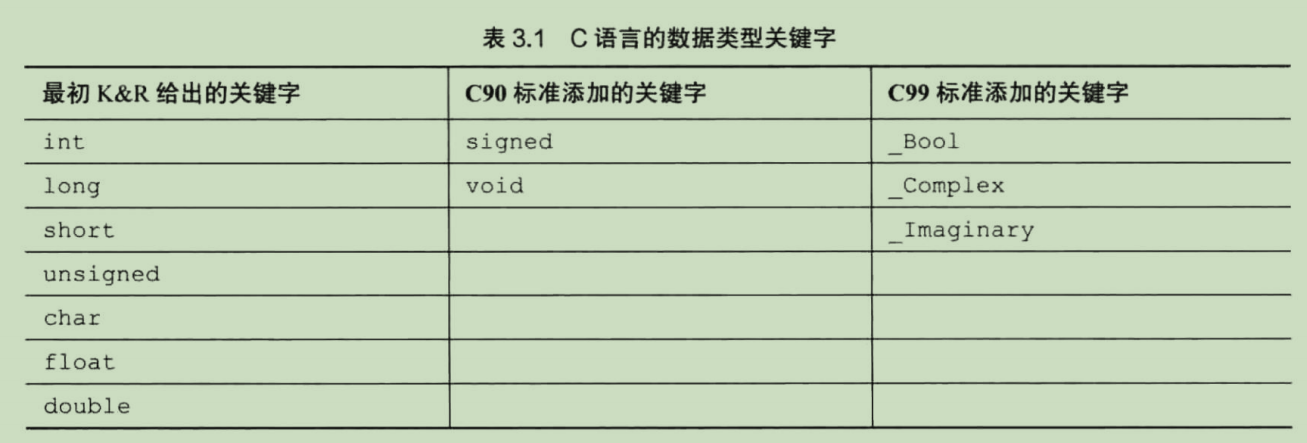 表 3.1 C 语言的数据类型关键字
最初 K&R 给出的关键字 C90 标准添加的关键字 C99 标准添加的关键字
int signed _Bool
long void _Complex
short _Imaginary
unsigned
char
float
double